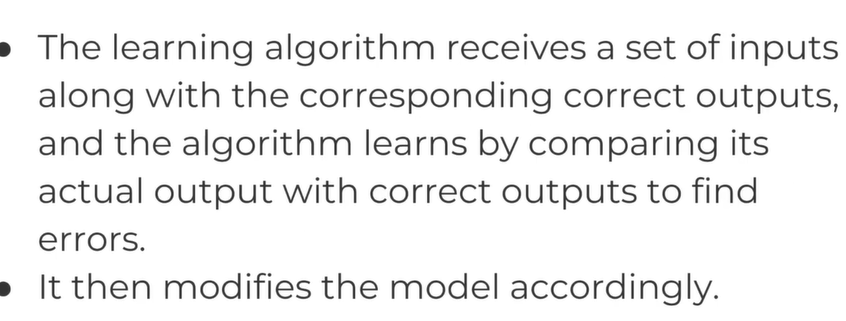 • The learning algorithm receives a set of inputs
along with the corresponding correct outputs,
and the algorithm learns by comparing its
actual output with correct outputs to find
errors.
• It then modifies the model accordingly.